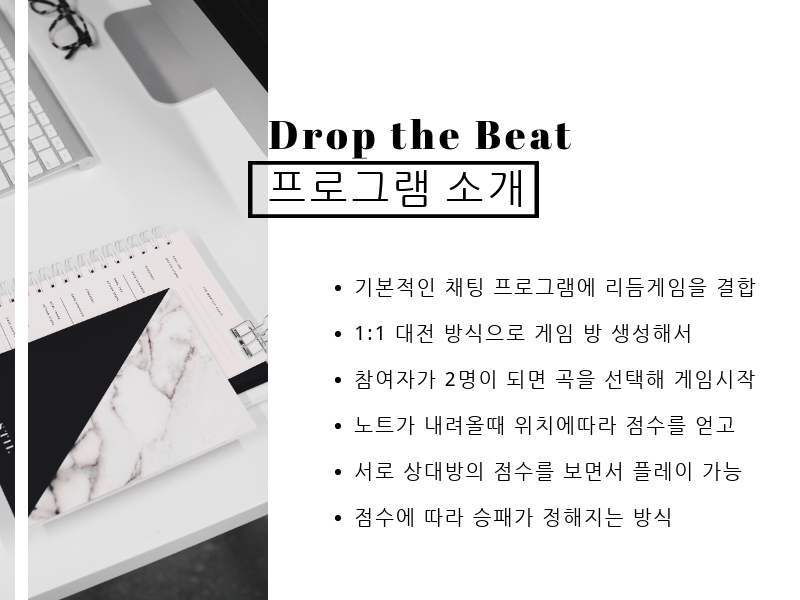 Drop the Beat
프로그램 소개
• 기본적인 채팅 프로그램에 리듬게임을 결합
• 1:1 대전 방식으로 게임 방 생성해서
• 참여자가 2명이 되면 곡을 선택해 게임시작
• 노트가 내려올때 위치에따라 점수를 얻고
• 서로 상대방의 점수를 보면서 플레이 가능
• 점수에 따라 승패가 정해지는 방식